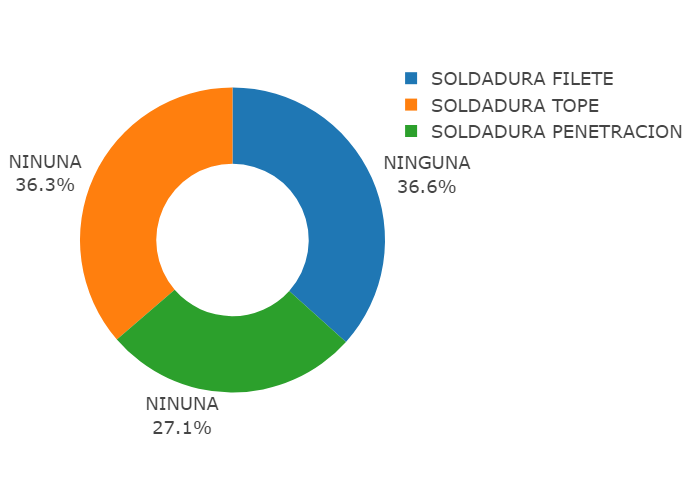 SOLDADURA FILETE
SOLDADURA TOPE
SOLDADURA PENETRACION
NINUNA
36.3%
NINGUNA
36.6%
NINUNA
27.1%